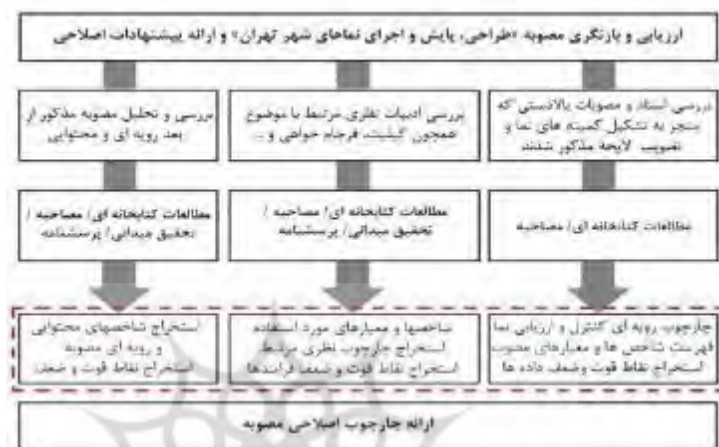 ارزیابی و بازنگری مصوبه «طراحی، پایش و اجرای نماهای شهر تهران» و ارائه پیشنهادات اصلاحی
بررسی اسناد و مصوبات بالادستی که
منجر به تشکیل کمیته های نما و
تصویب لایحه مذکور شدند
بررسی ادبیات نظری مرتبط با موضوع
همچون کیفیت، فرجام خواهی و ...
بررسی و تحلیل مصوبه مذکور از
بعد رویه ای و محتوایی
مطالعات کتابخانه ای/ مصاحبه
مطالعات کتابخانه ای/ مصاحبه /
تحقیق میدانی/ پرسشنامه
مطالعات کتابخانه ای/ مصاحبه /
تحقیق میدانی/ پرسشنامه
چارچوب رویه ای کنترل و ارزیابی نما
فهرست شاخص ها و معیارهای مصوب
استخراج نقاط قوت وضعف داده ها
شاخصها و معیارهای مورد استفاده
استخراج چارچوب نظری مرتبط
استخراج نقاط قوت و ضعف فرآیندها
استخراج شاخصهای محتوایی
و رویه ای مصوبه
استخراج نقاط قوت و ضعف
ارائه چارچوب اصلاحی مصوبه